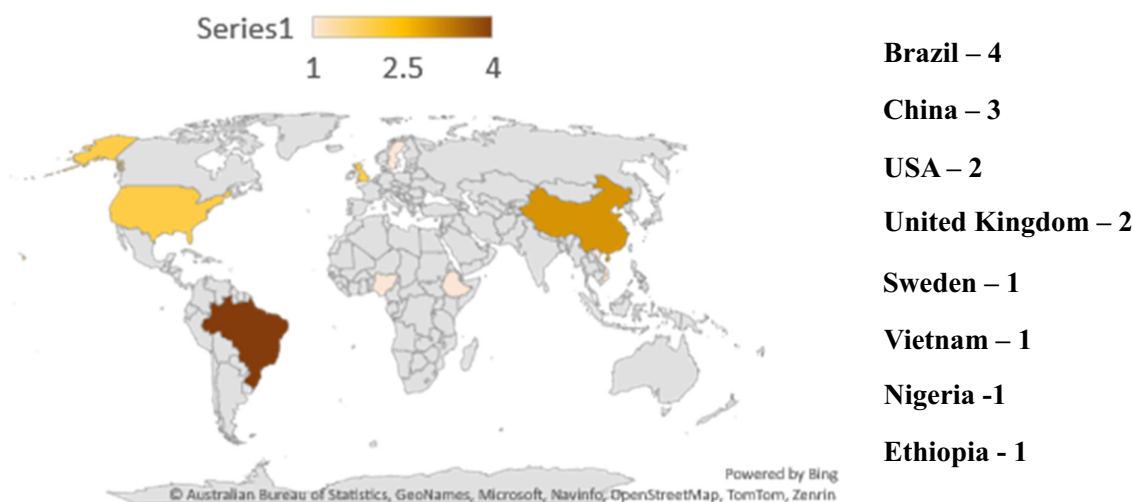 Series1
1 2.5 4
Brazil – 4
China – 3
USA – 2
United Kingdom – 2
Sweden – 1
Vietnam – 1
Nigeria -1
Ethiopia - 1
Powered by Bing
© Australian Bureau of Statistics, GeoNames, Microsoft, Navinfo, OpenStreetMap, TomTom, Zenrin